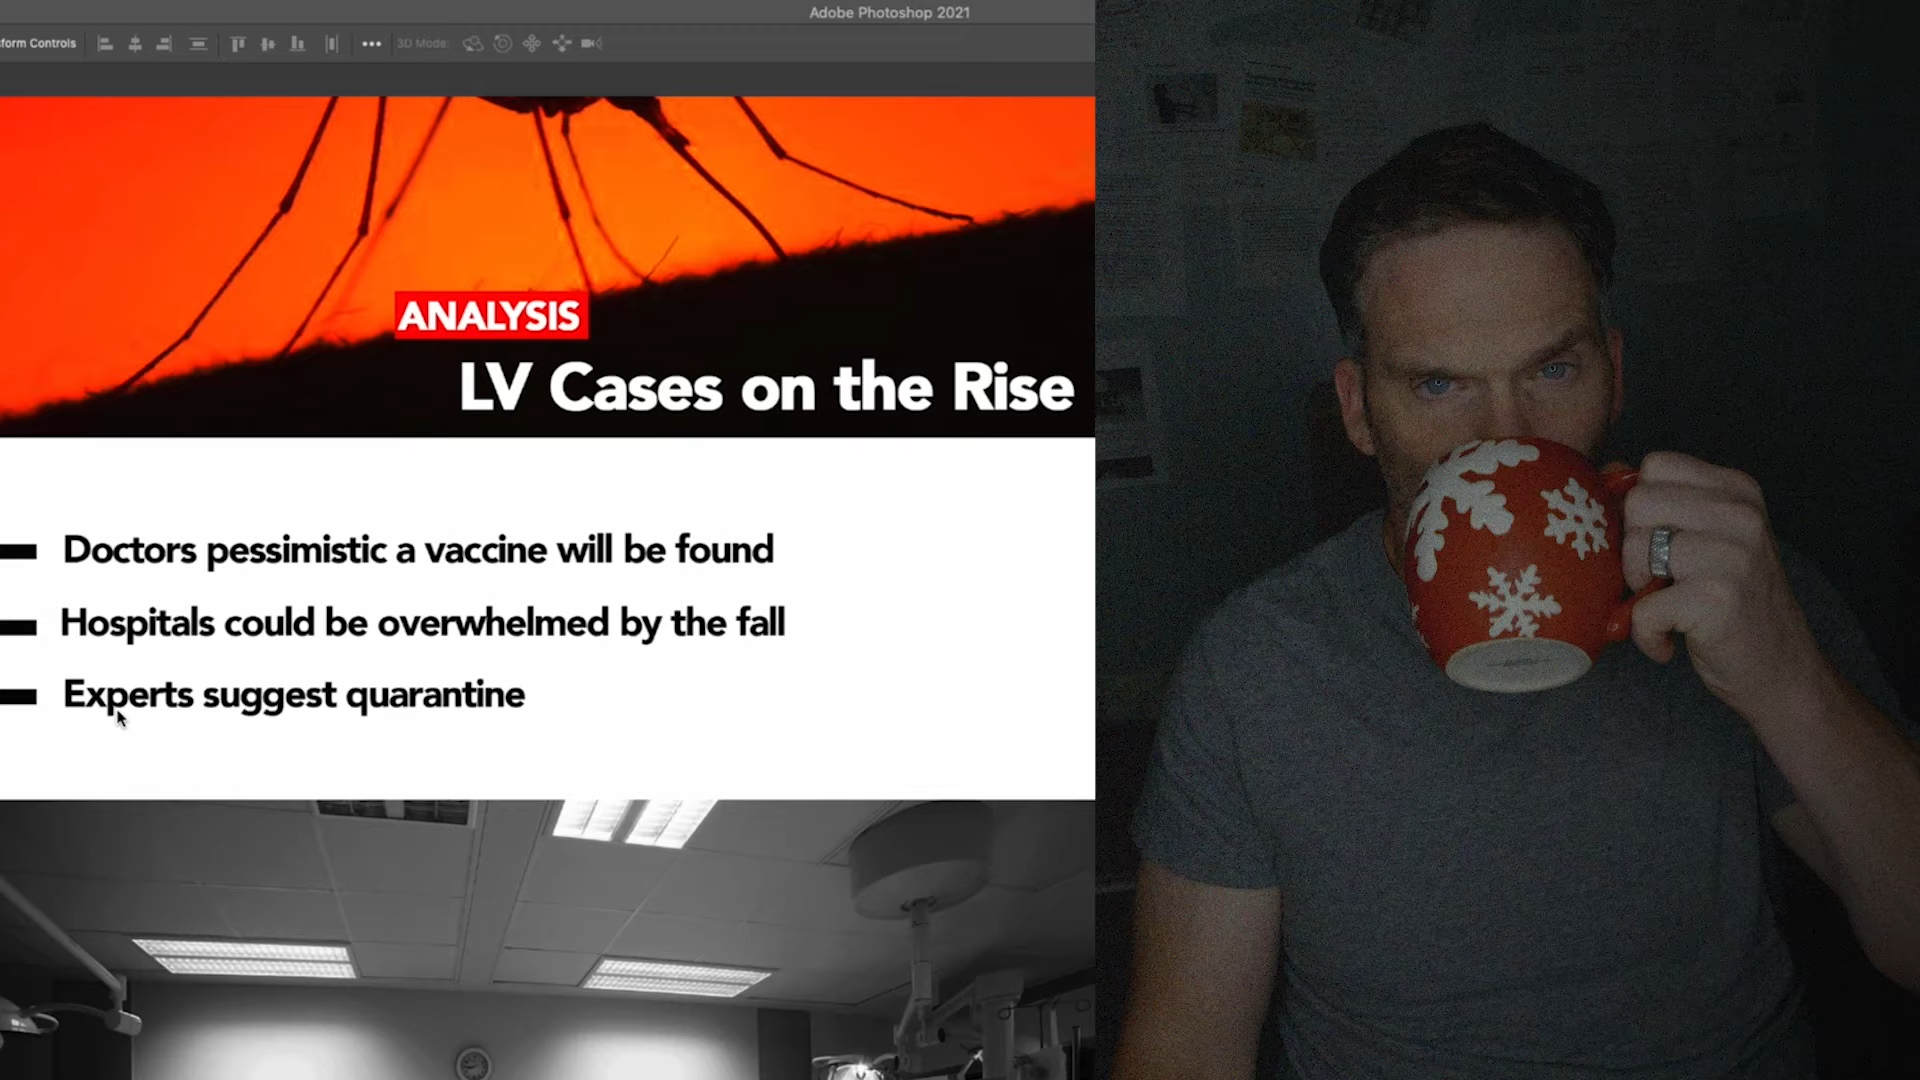 Adobe Photoshop 2021
form Controls
3D Mode:
ANALYSIS
LV Cases on the Rise
Doctors pessimistic a vaccine will be found
Hospitals could be overwhelmed by the fall
Experts suggest quarantine